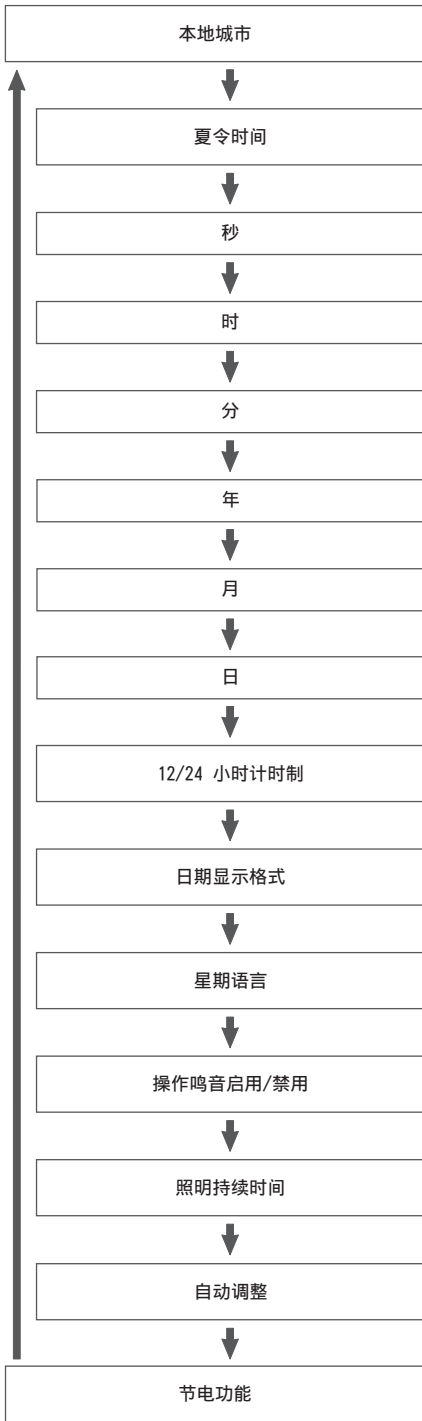 本地城市
夏令时间
秒
时
分
年
月
日
12/24 小时计时制
日期显示格式
星期语言
操作鸣音启用/禁用
照明持续时间
自动调整
节电功能